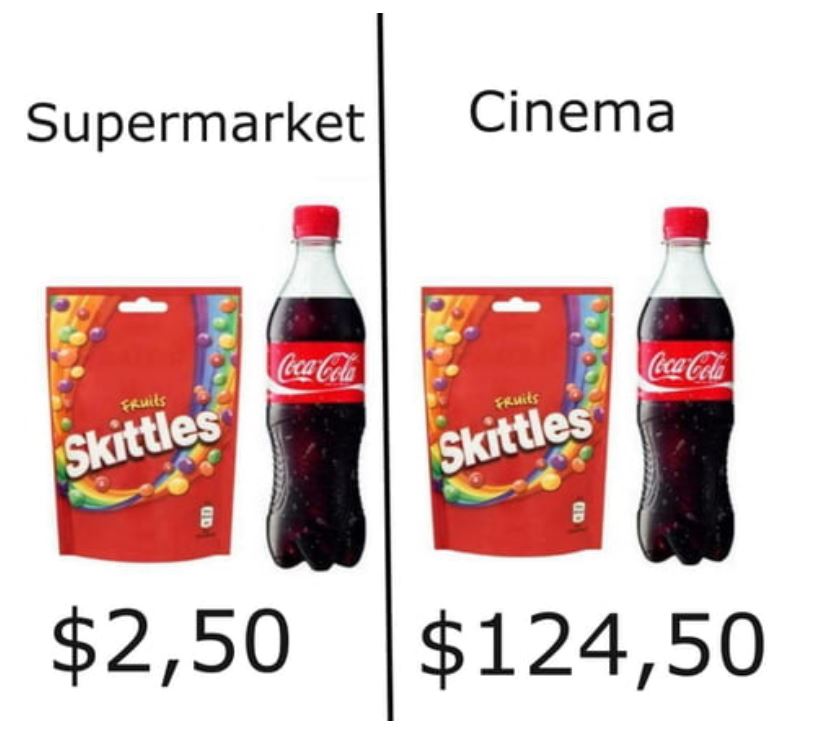 Supermarket
Fruits
Skittles
Coca-Cola
$2,50
Cinema
Fruits
Skittles
Coca-Cola
$124,50